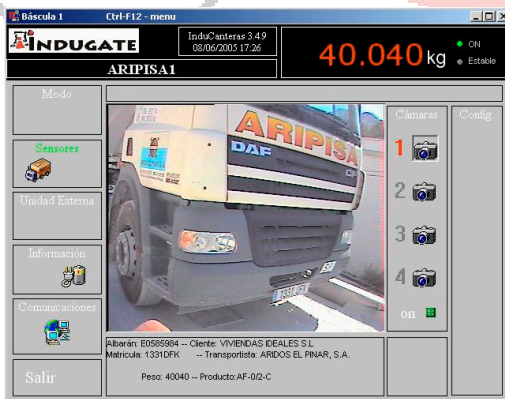 Báscula 1 Ctrl-F12 - menu
INDUGATE
InduCanteras 3.4.9
08/06/2005 17:26
ARIPISA1
40.040 kg
ON
Estable
Modo
Sensores
Unidad Externa
Información
Comunicaciones
Salir
ARIPISA
DAF
CF
Cámaras
1
2
3
4
on
Config.
Albarán: E0585984 -- Cliente: VIVIENDAS IDEALES S.L
Matricula: 1331DFK -- Transportista: ARIDOS EL PINAR, S.A.
Peso: 40040 -- Producto:AF-0/2-C